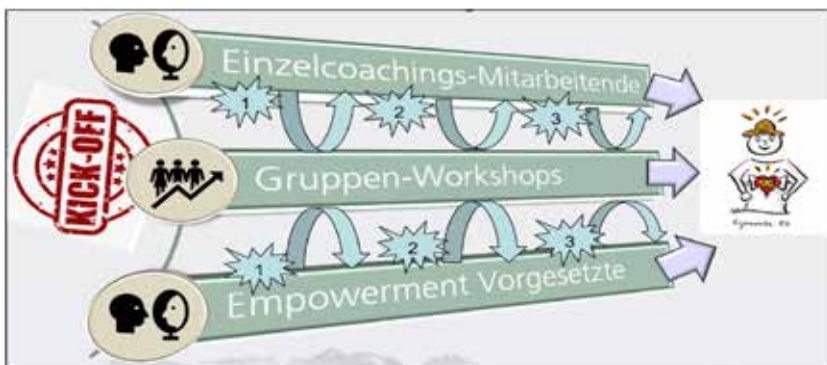 KICK-OFF
Einzelcoachings-Mitarbeitende
1
2
3
Gruppen-Workshops
1
2
3
Empowerment Vorgesetzte